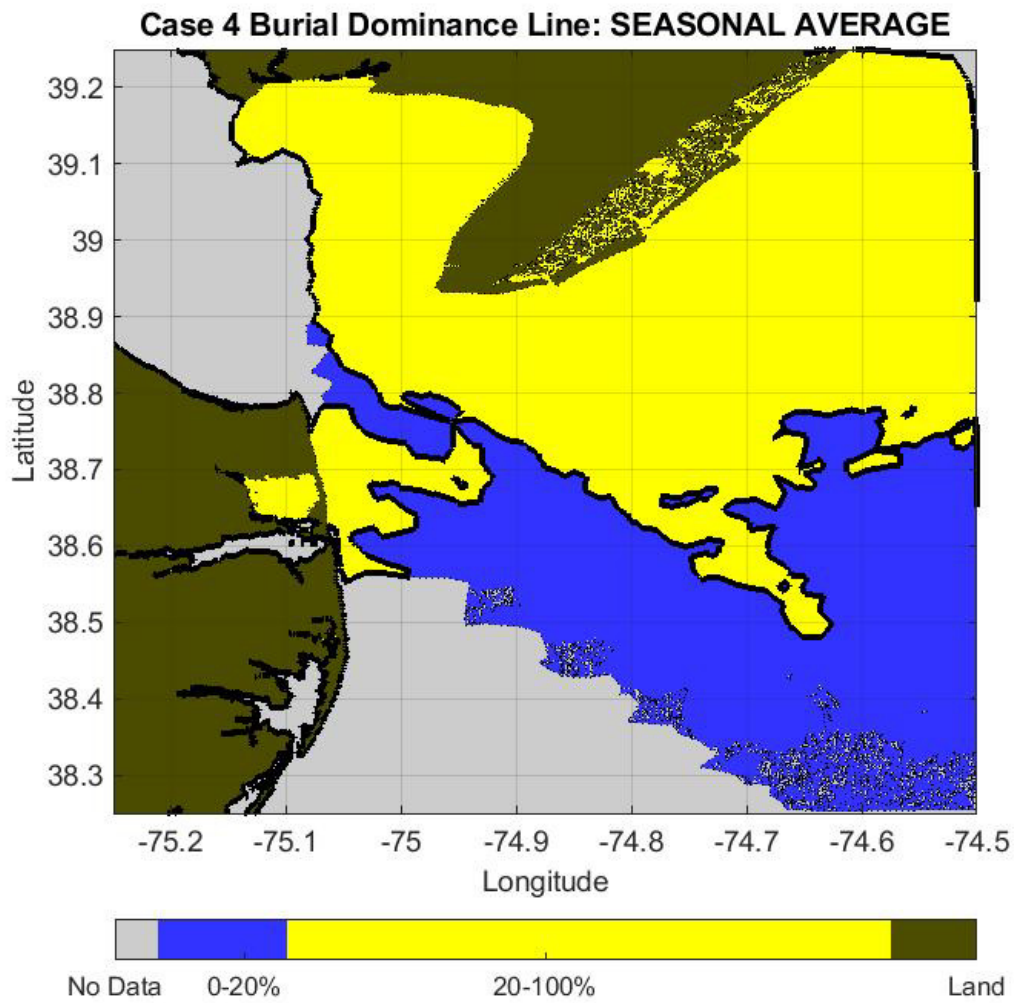 Case 4 Burial Dominance Line: SEASONAL AVERAGE
Latitude
39.2
39.1
39
38.9
38.8
38.7
38.6
38.5
38.4
38.3
-75.2 -75.1 -75 -74.9 -74.8 -74.7 -74.6 -74.5
Longitude
No Data 0-20% 20-100% Land